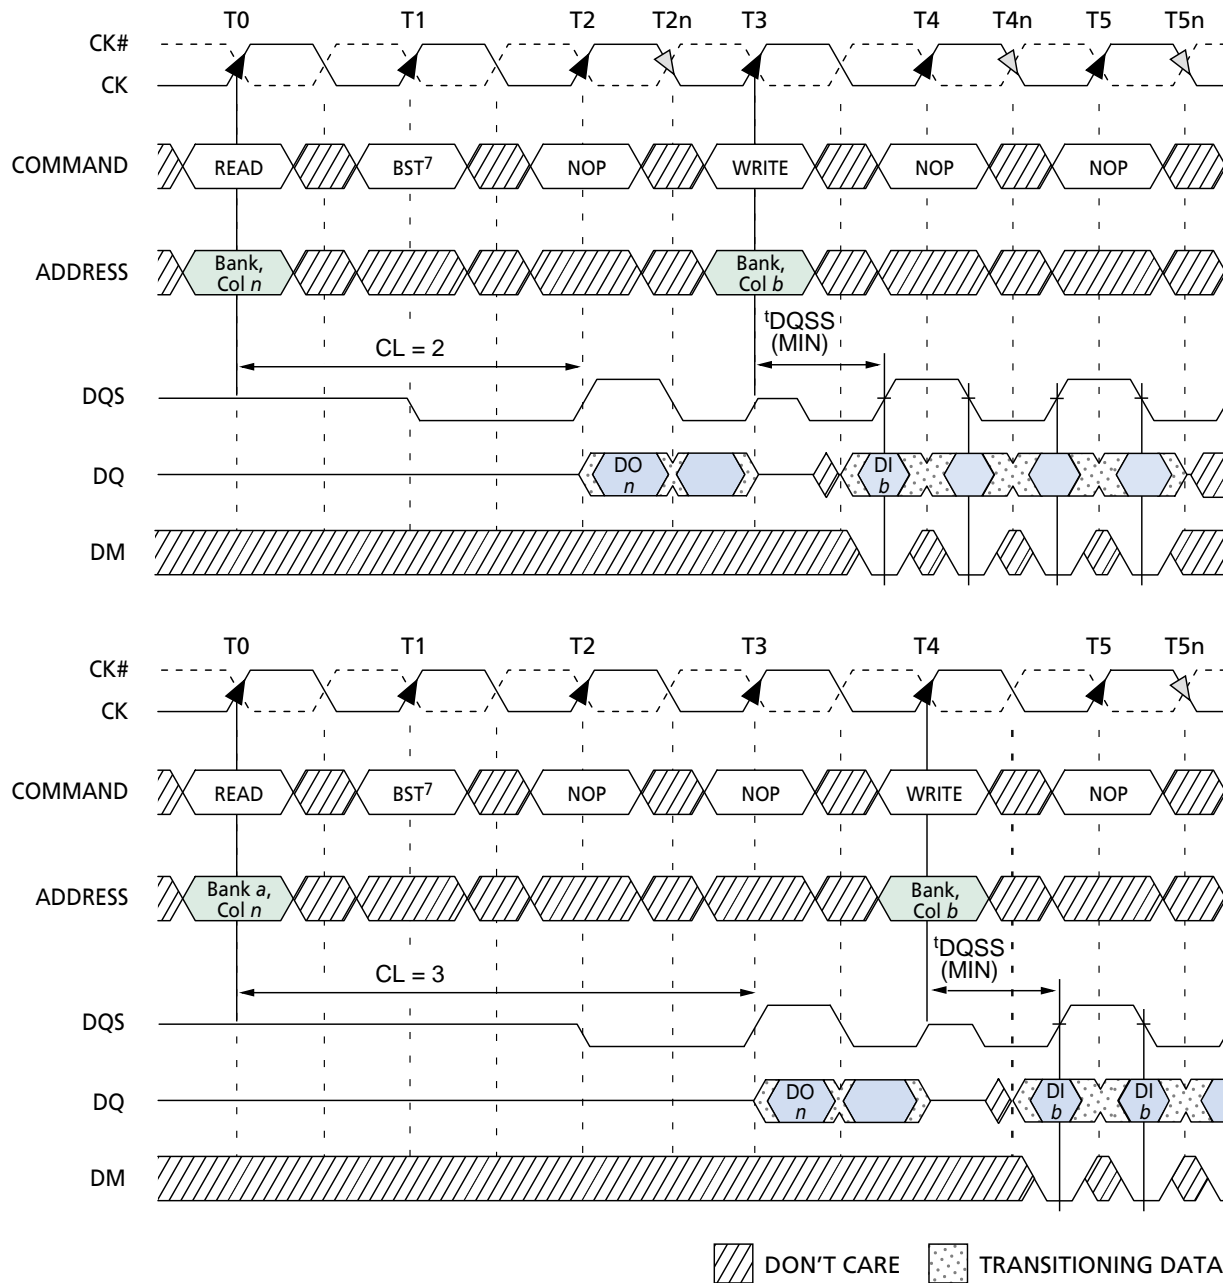 T0 T1 T2 T2n T3 T4 T4n T5 T5n
CK#
CK
COMMAND READ BST⁷ NOP WRITE NOP NOP
ADDRESS Bank, Col n Bank, Col b
CL = 2 ᵗDQSS (MIN)
DQS
DQ DO n DI b
DM
T0 T1 T2 T3 T4 T5 T5n
CK#
CK
COMMAND READ BST⁷ NOP NOP WRITE NOP
ADDRESS Bank a, Col n Bank, Col b
CL = 3 ᵗDQSS (MIN)
DQS
DQ DO n DI b DI b
DM
DON'T CARE TRANSITIONING DATA